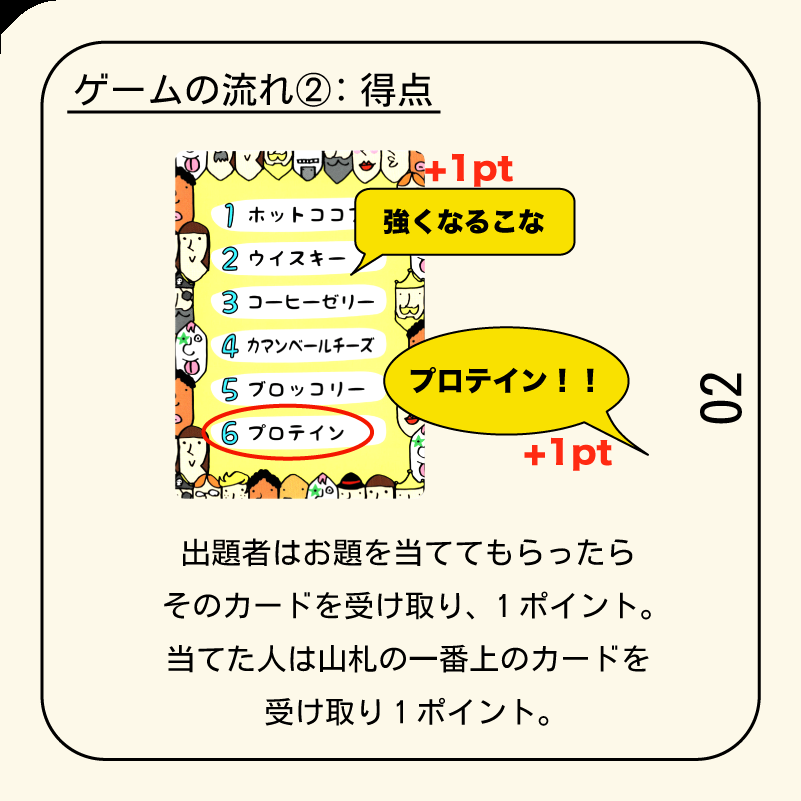 ゲームの流れ②：得点
+1pt
強くなるこな
1 ホットココ
2 ウイスキー
3 コーヒーゼリー
4 カマンベールチーズ
5 ブロッコリー
6 プロテイン
プロテイン！！
+1pt
02
出題者はお題を当ててもらったら
そのカードを受け取り、1ポイント。
当てた人は山札の一番上のカードを
受け取り1ポイント。